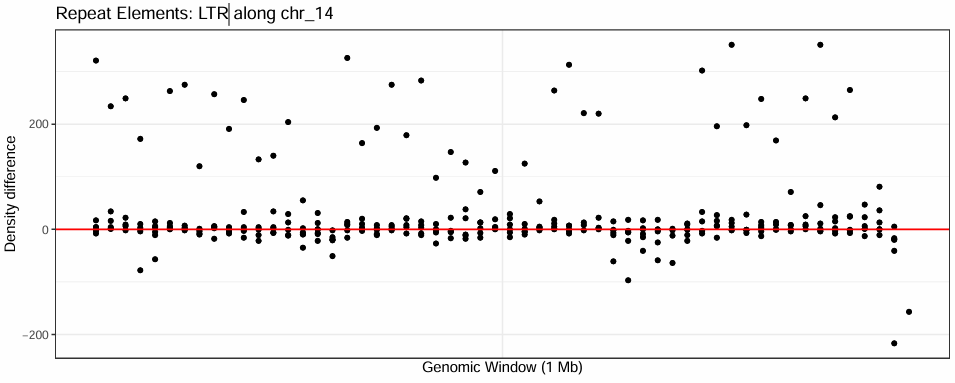 Repeat Elements: LTR along chr_14
Density difference
200
0
−200
Genomic Window (1 Mb)